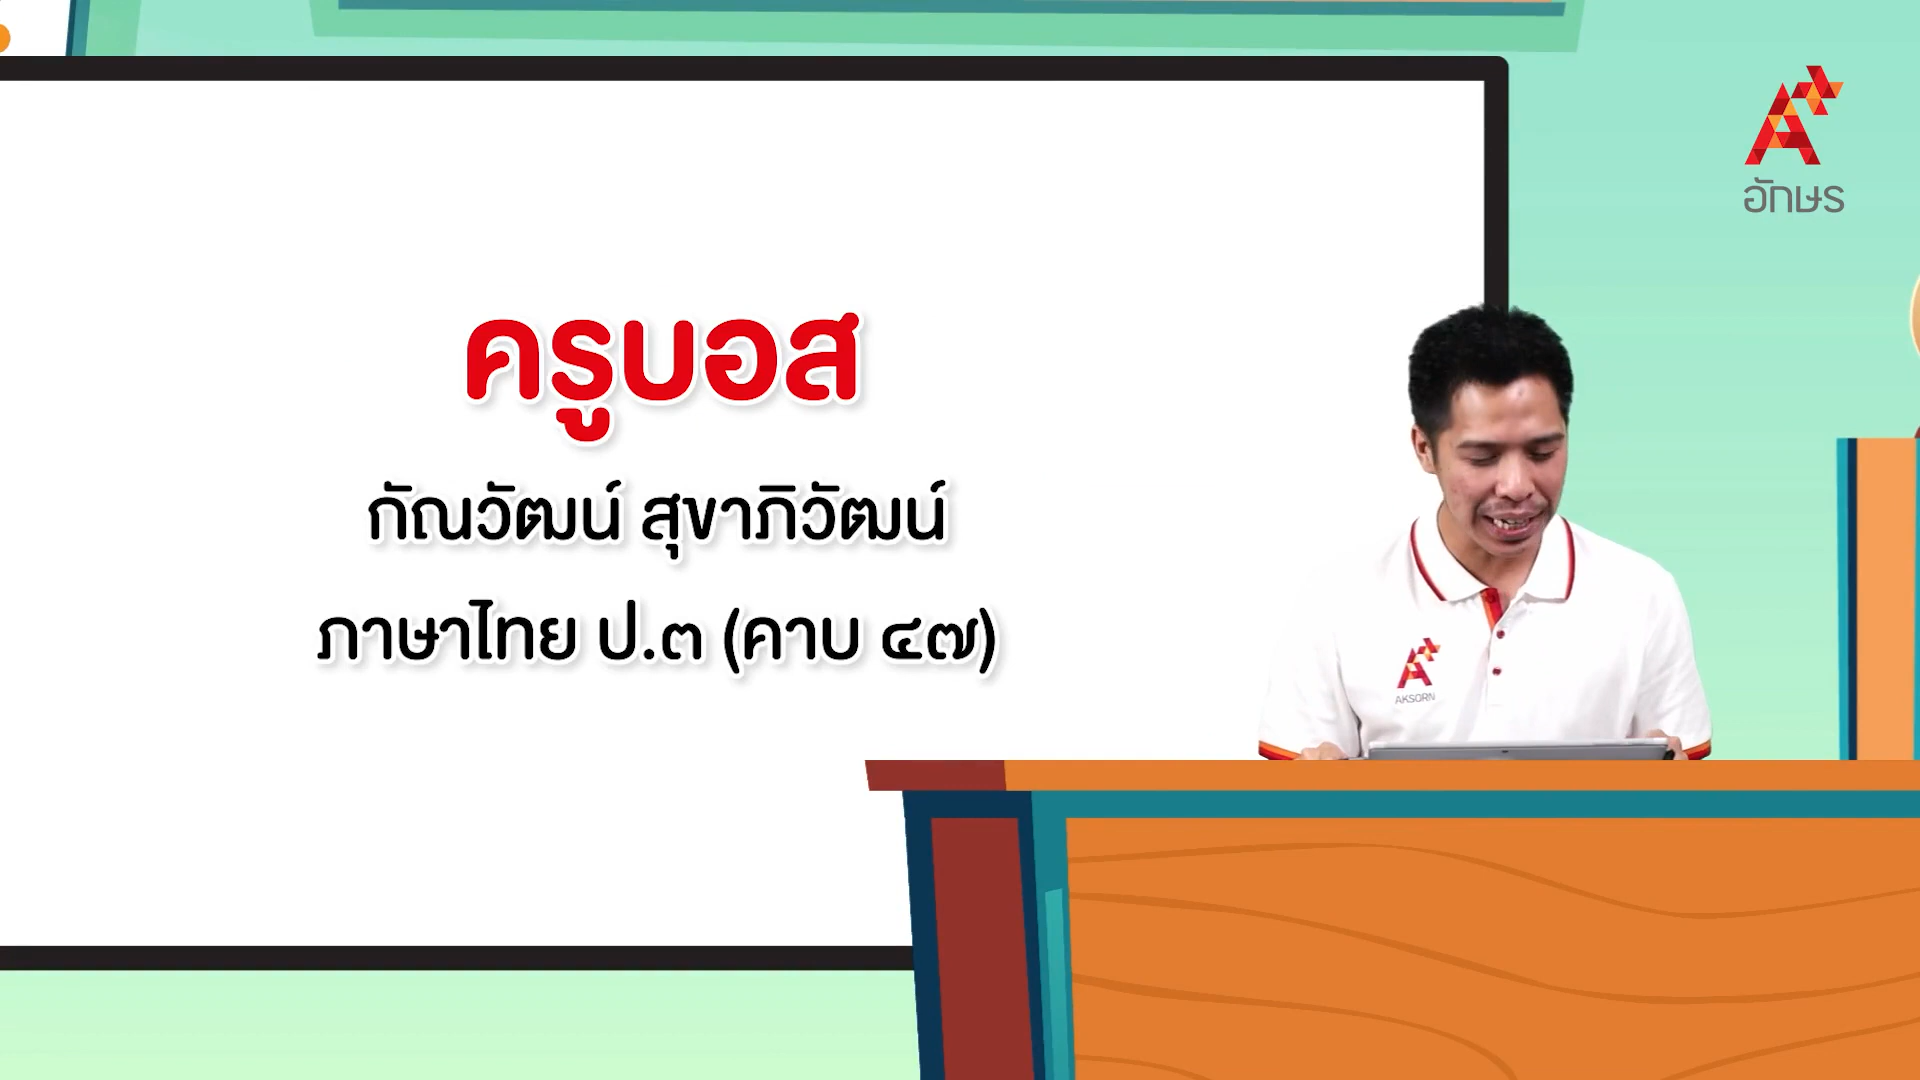 อักษร
ครูบอส
กัณวัฒน์ สุขาภิวัฒน์
ภาษาไทย ป.๓ (คาบ ๔๗)
AKSORN